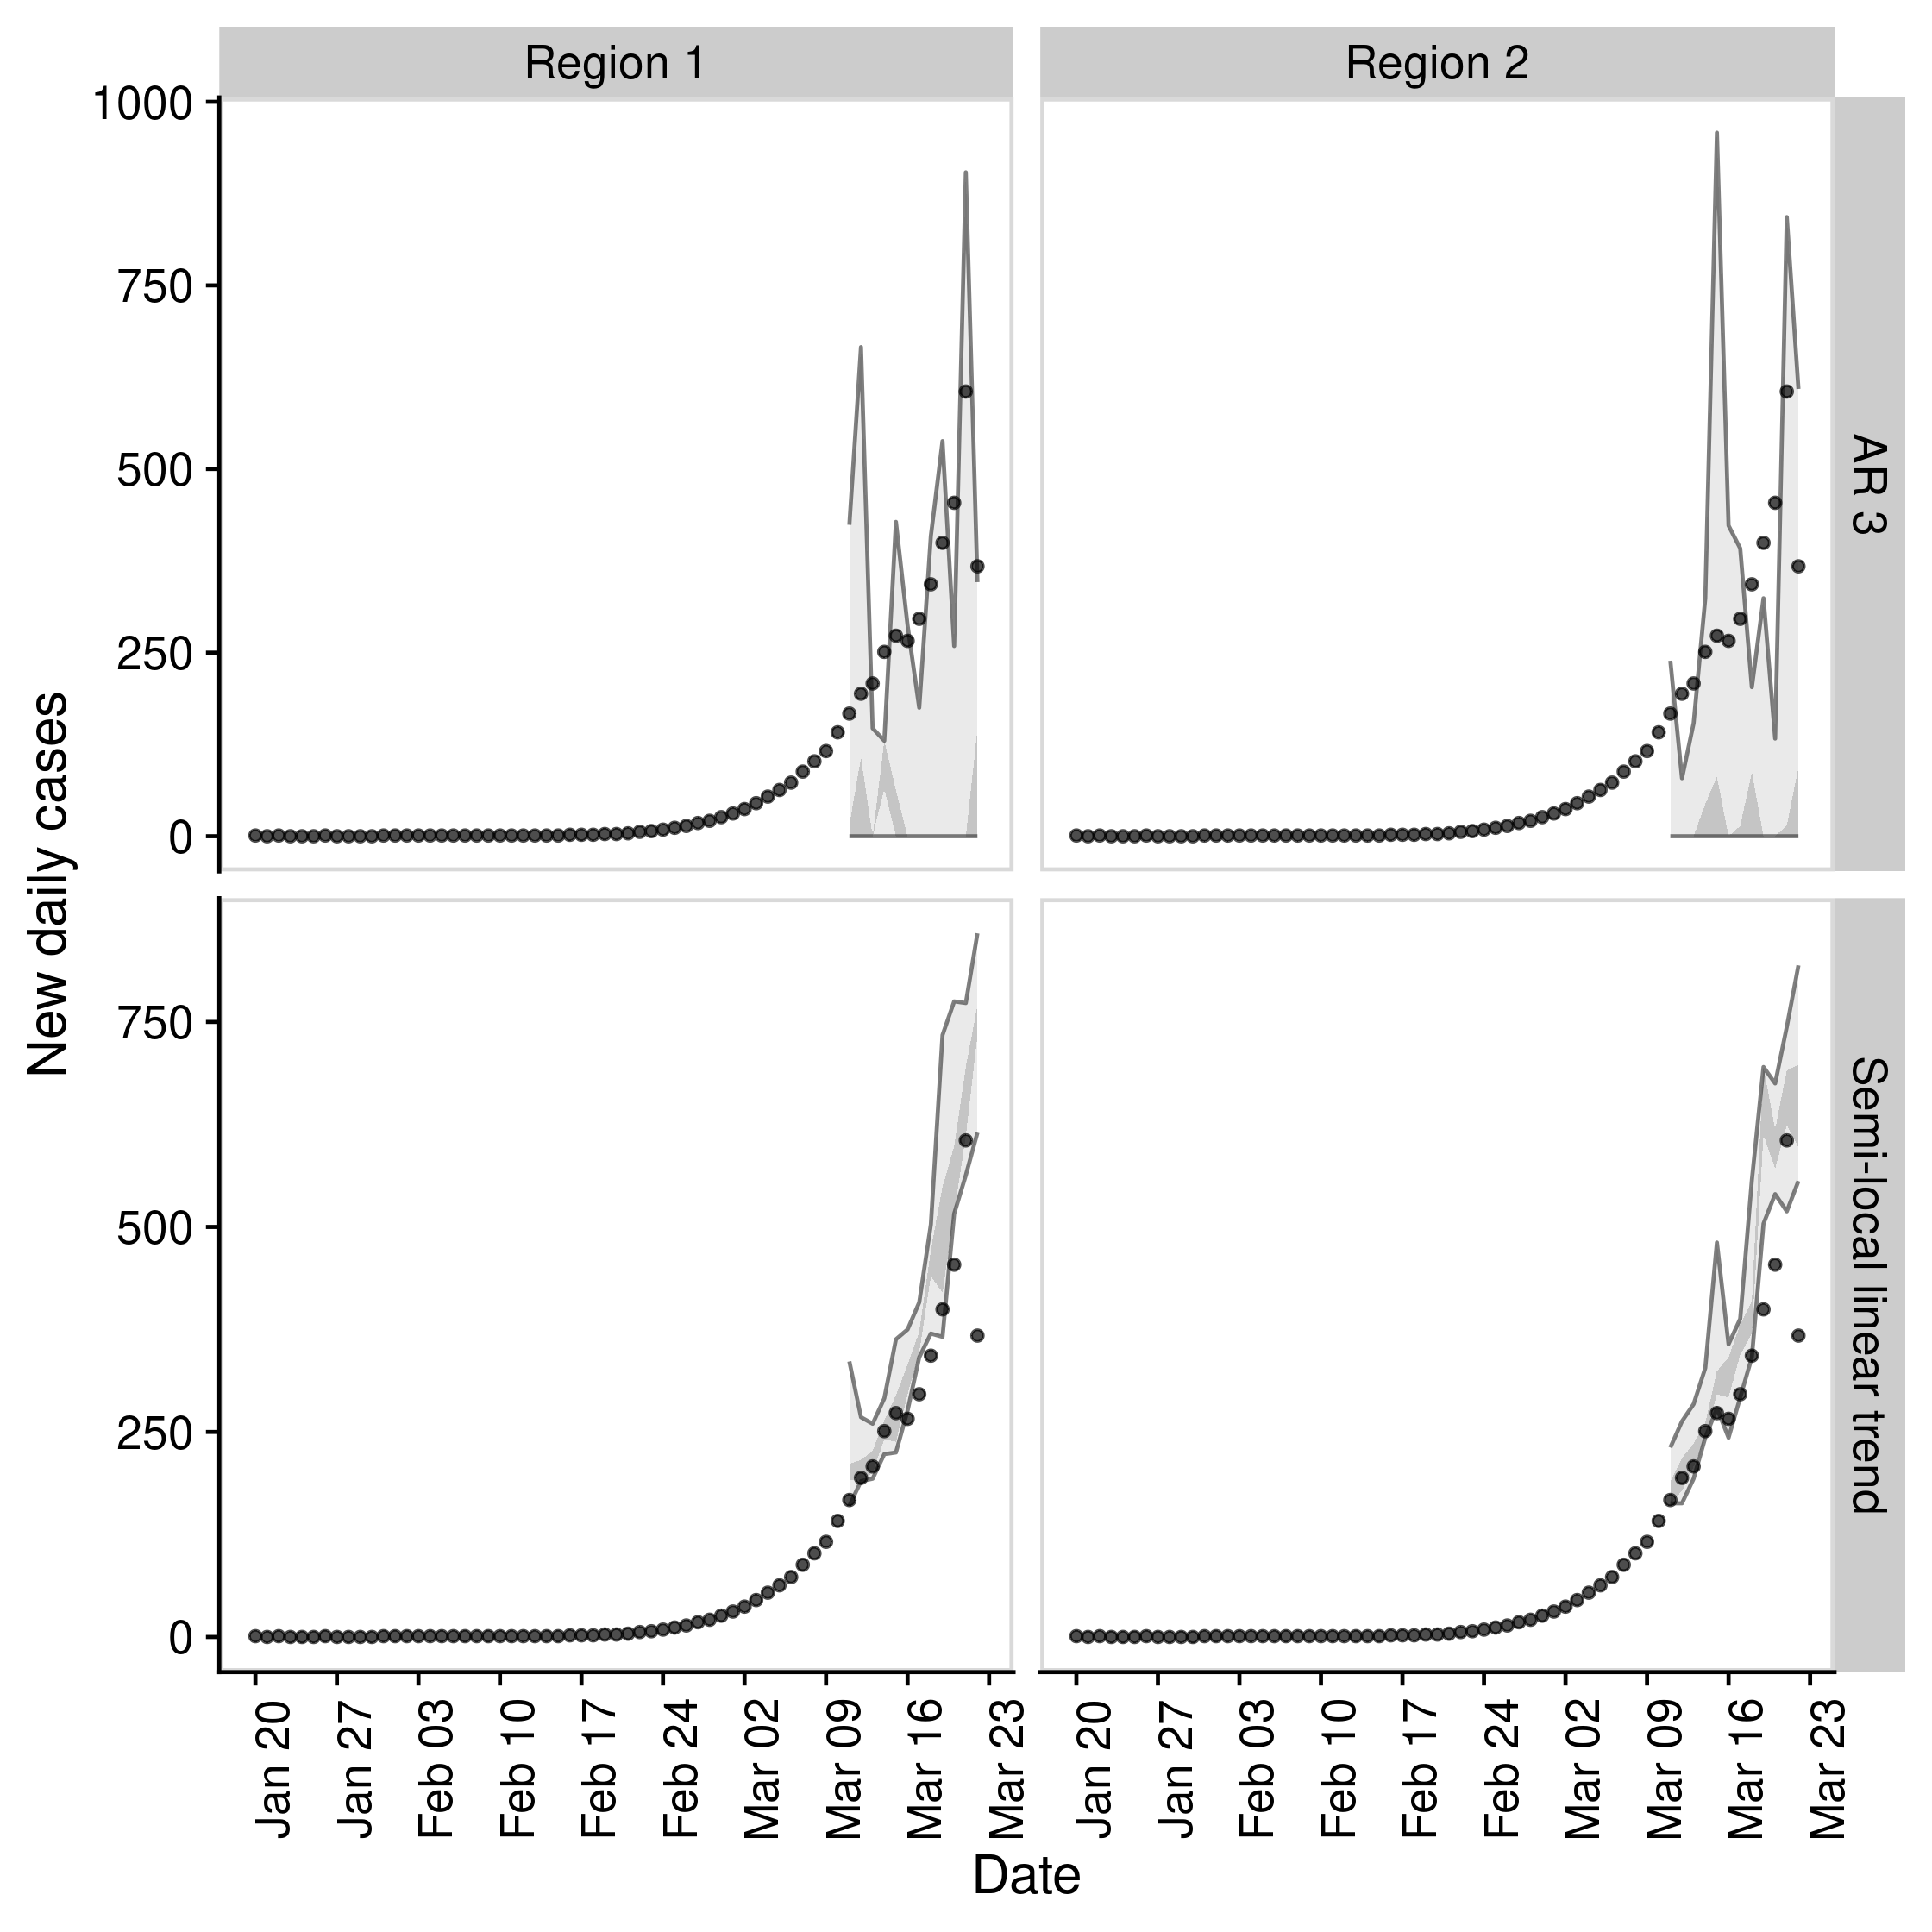 Region 1
Region 2
1000
750
500
250
0
AR 3
New daily cases
750
500
250
0
Semi-local linear trend
Jan 20
Jan 27
Feb 03
Feb 10
Feb 17
Feb 24
Mar 02
Mar 09
Mar 16
Mar 23
Jan 20
Jan 27
Feb 03
Feb 10
Feb 17
Feb 24
Mar 02
Mar 09
Mar 16
Mar 23
Date